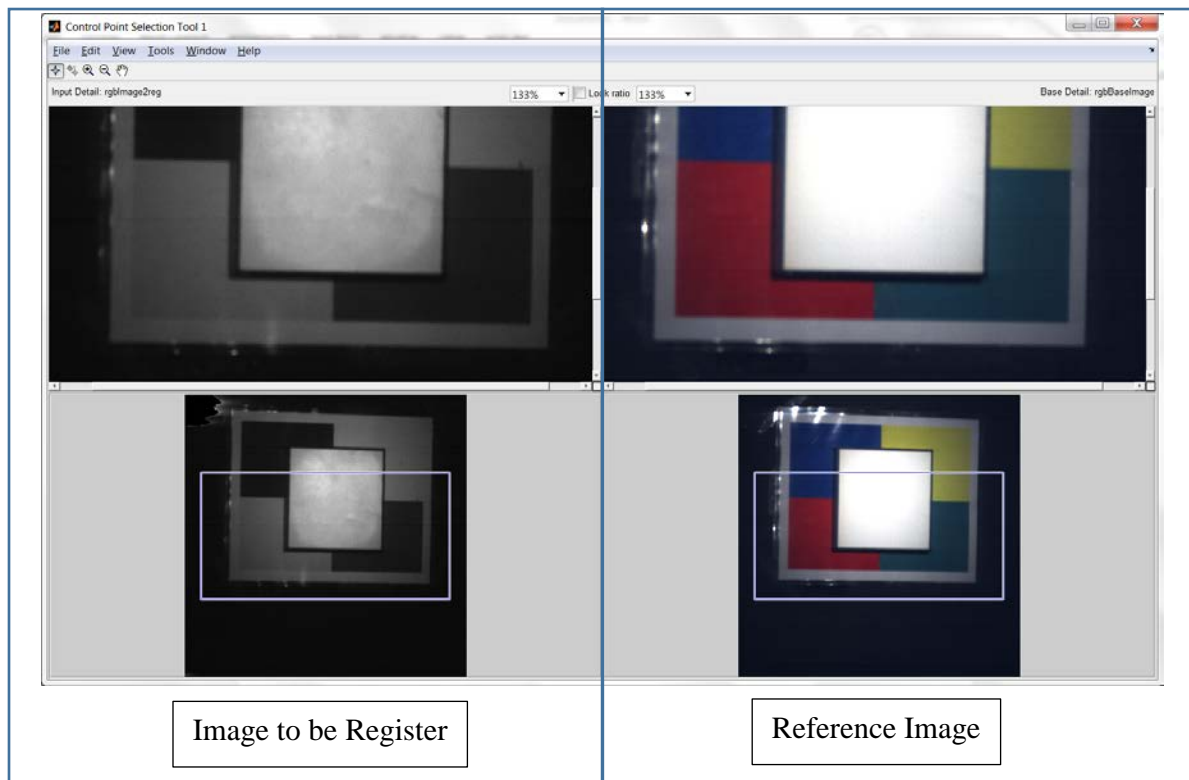 Control Point Selection Tool 1
File Edit View Tools Window Help
Input Detail: rgbImage2reg 133% Lock ratio 133% Base Detail: rgbBaseImage
Image to be Register
Reference Image